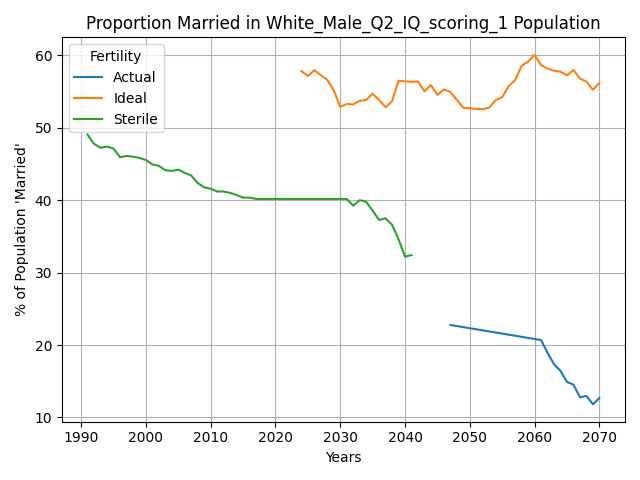 Proportion Married in White_Male_Q2_IQ_scoring_1 Population
Fertility
Actual
Ideal
Sterile
% of Population 'Married'
60
50
40
30
20
10
1990 2000 2010 2020 2030 2040 2050 2060 2070
Years